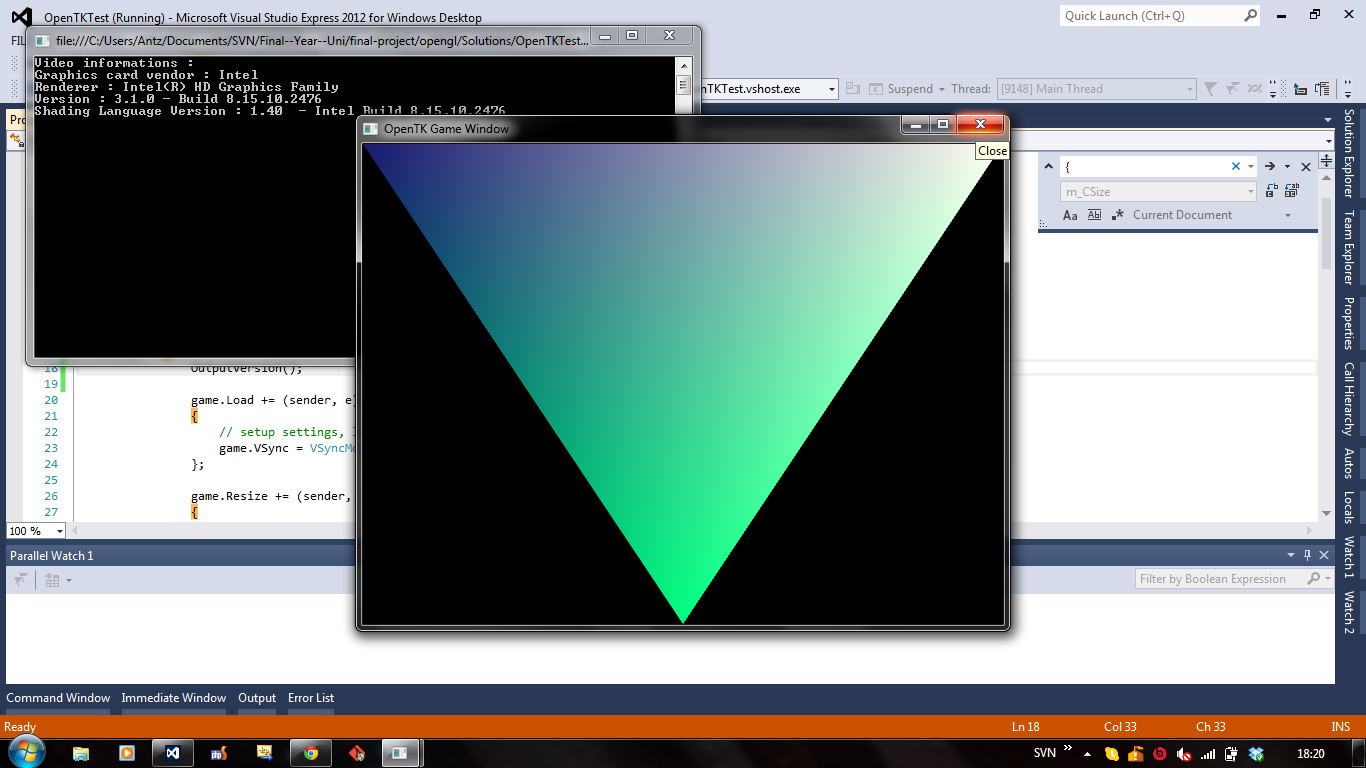 OpenTKTest (Running) - Microsoft Visual Studio Express 2012 for Windows Desktop
Quick Launch (Ctrl+Q)
file:///C:/Users/Antz/Documents/SVN/Final--Year--Uni/final-project/opengl/Solutions/OpenTKTest...
Video informations :
Graphics card vendor : Intel
Renderer : Intel(R) HD Graphics Family
Version : 3.1.0 - Build 8.15.10.2476
Shading Language Version : 1.40 - Intel Build 8.15.10.2476
nTKTest.vshost.exe
Suspend
Thread:
[9148] Main Thread
OpenTK Game Window
Close
{
m_CSize
Aa
Current Document
Solution Explorer
Team Explorer
Properties
Call Hierarchy
Autos
Locals
Watch 1
Watch 2
18 OutputVersion();
19
20 game.Load += (sender, e
21 {
22 // setup settings,
23 game.VSync =
24 };
25
26 game.Resize += (sender,
27 {
100 %
Parallel Watch 1
Filter by Boolean Expression
Command Window
Immediate Window
Output
Error List
Ready
Ln 18
Col 33
Ch 33
INS
php
SVN
18:20